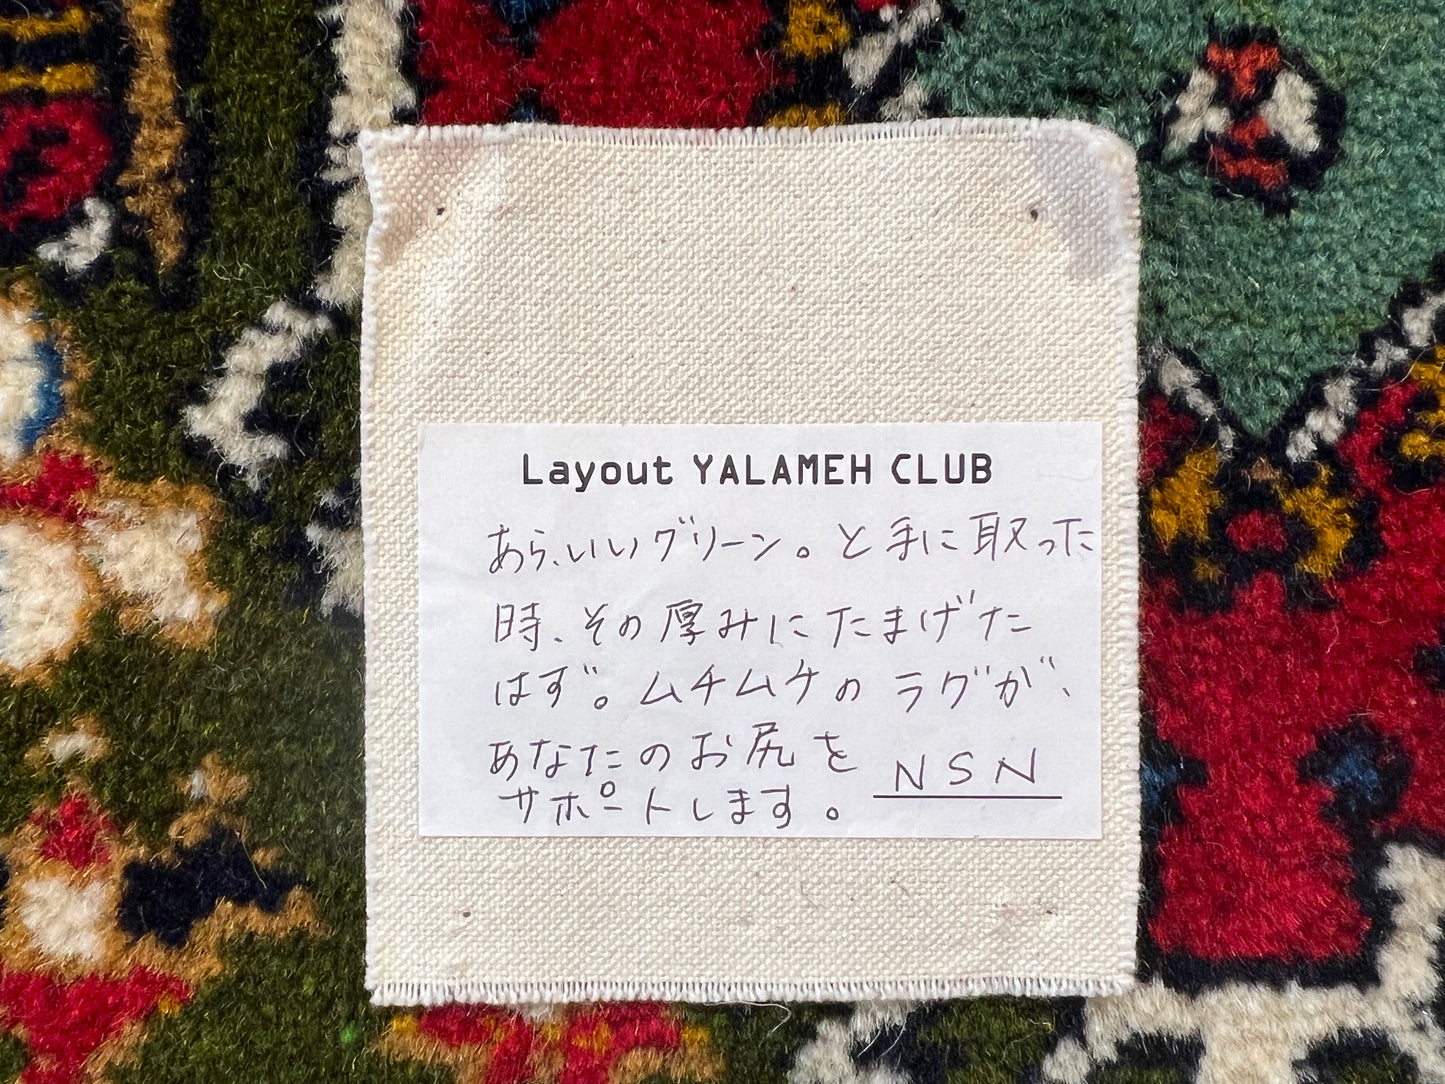 Layout YALAMEH CLUB
あら、いいグリーン。と手に取った
時、その厚みにたまげた
はず。ムチムチのラグが、
あなたのお尻を
サポートします。 NSN